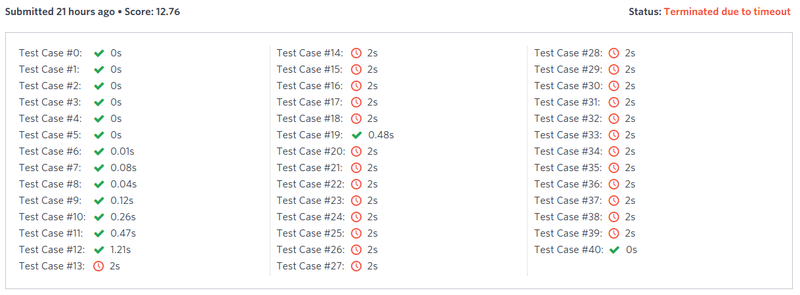 Submitted 21 hours ago • Score: 12.76
Status: Terminated due to timeout
Test Case #0: 0s
Test Case #1: 0s
Test Case #2: 0s
Test Case #3: 0s
Test Case #4: 0s
Test Case #5: 0s
Test Case #6: 0.01s
Test Case #7: 0.08s
Test Case #8: 0.04s
Test Case #9: 0.12s
Test Case #10: 0.26s
Test Case #11: 0.47s
Test Case #12: 1.21s
Test Case #13: 2s
Test Case #14: 2s
Test Case #15: 2s
Test Case #16: 2s
Test Case #17: 2s
Test Case #18: 2s
Test Case #19: 0.48s
Test Case #20: 2s
Test Case #21: 2s
Test Case #22: 2s
Test Case #23: 2s
Test Case #24: 2s
Test Case #25: 2s
Test Case #26: 2s
Test Case #27: 2s
Test Case #28: 2s
Test Case #29: 2s
Test Case #30: 2s
Test Case #31: 2s
Test Case #32: 2s
Test Case #33: 2s
Test Case #34: 2s
Test Case #35: 2s
Test Case #36: 2s
Test Case #37: 2s
Test Case #38: 2s
Test Case #39: 2s
Test Case #40: 0s